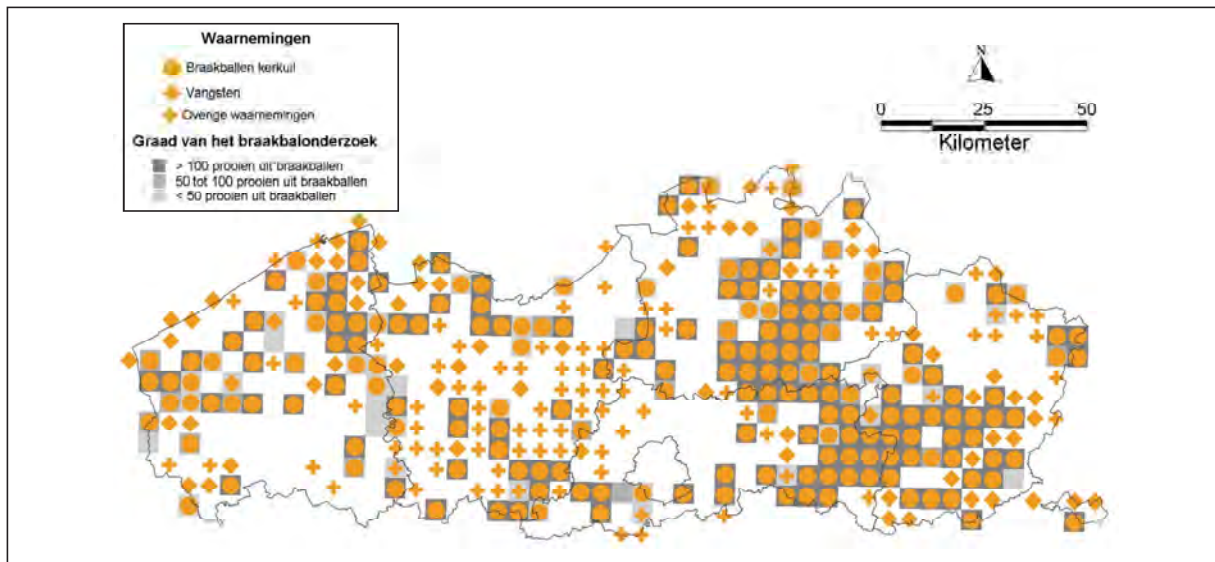 Waarnemingen
Braakballen kerkuil
Vangsten
Overige waarnemingen
Graad van het braakbalonderzoek
> 100 prooien uit braakballen
50 tot 100 prooien uit braakballen
< 50 prooien uit braakballen
N
0 25 50
Kilometer